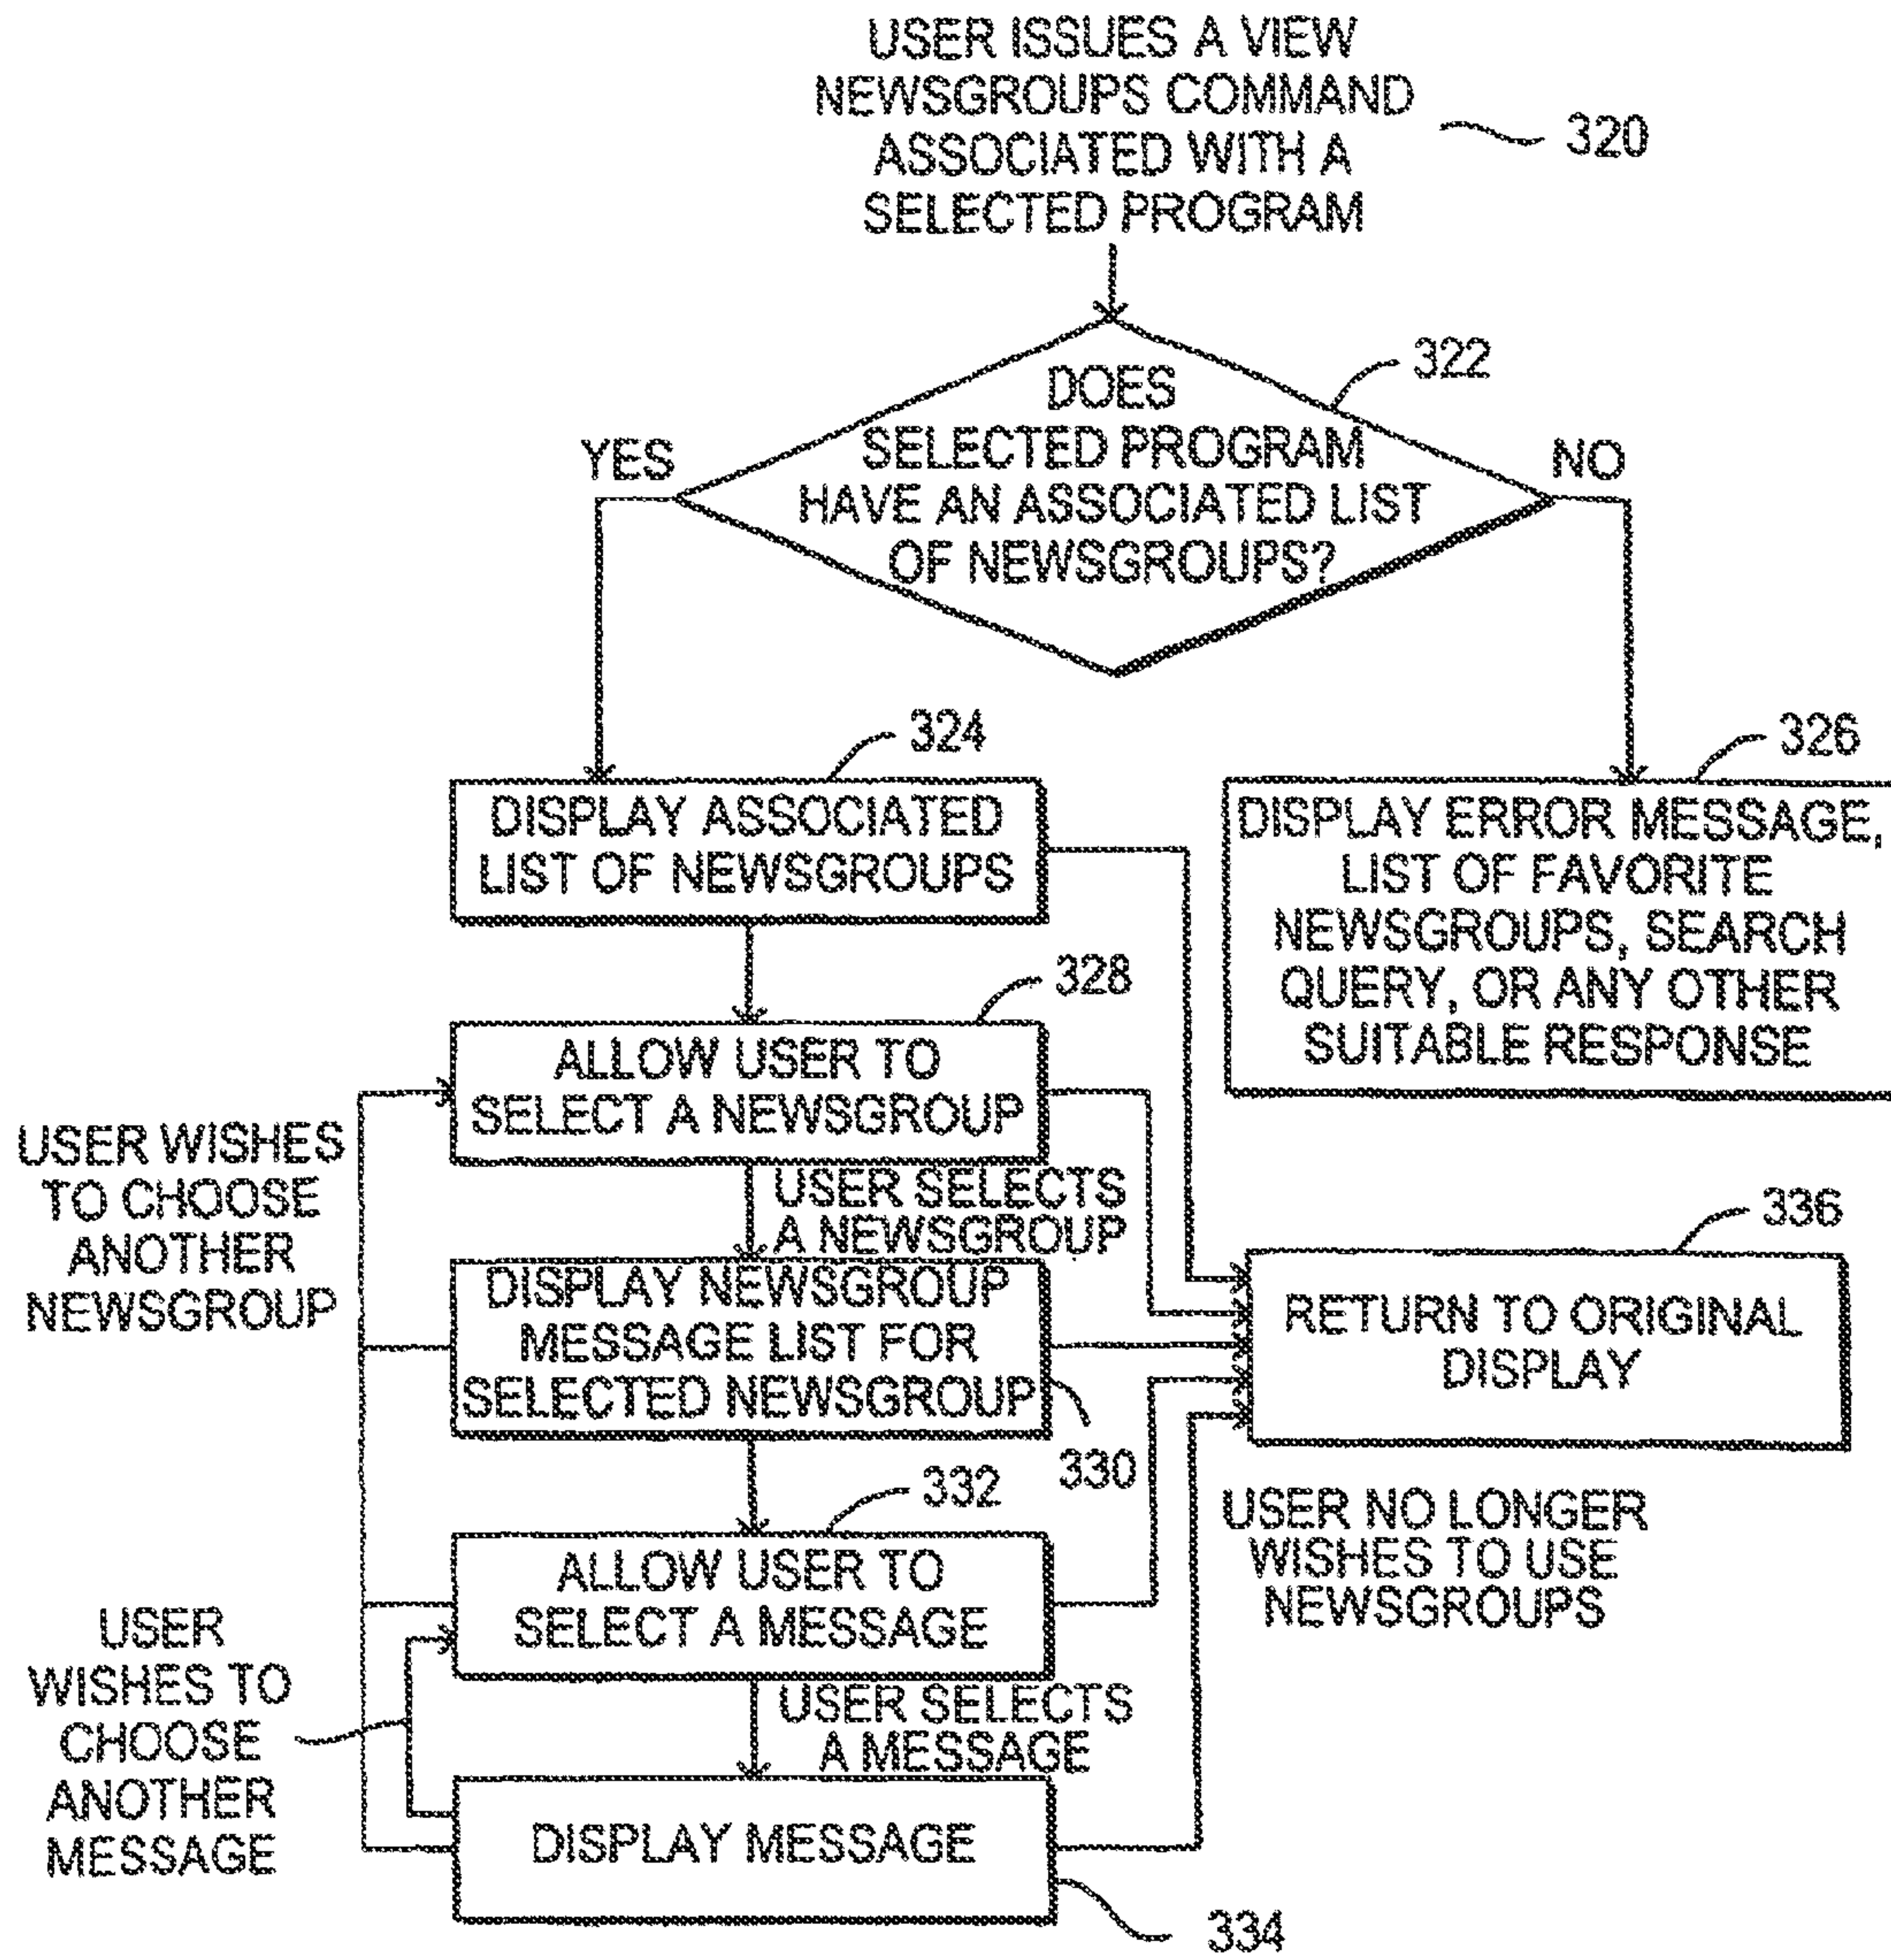 USER ISSUES A VIEW
NEWSGROUPS COMMAND
ASSOCIATED WITH A
SELECTED PROGRAM
320
322
DOES
SELECTED PROGRAM
HAVE AN ASSOCIATED LIST
OF NEWSGROUPS?
YES
NO
324
DISPLAY ASSOCIATED
LIST OF NEWSGROUPS
326
DISPLAY ERROR MESSAGE,
LIST OF FAVORITE
NEWSGROUPS, SEARCH
QUERY, OR ANY OTHER
SUITABLE RESPONSE
328
ALLOW USER TO
SELECT A NEWSGROUP
USER WISHES
TO CHOOSE
ANOTHER
NEWSGROUP
USER SELECTS
A NEWSGROUP
DISPLAY NEWSGROUP
MESSAGE LIST FOR
SELECTED NEWSGROUP
330
336
RETURN TO ORIGINAL
DISPLAY
USER NO LONGER
WISHES TO USE
NEWSGROUPS
332
ALLOW USER TO
SELECT A MESSAGE
USER
WISHES TO
CHOOSE
ANOTHER
MESSAGE
USER SELECTS
A MESSAGE
DISPLAY MESSAGE
334